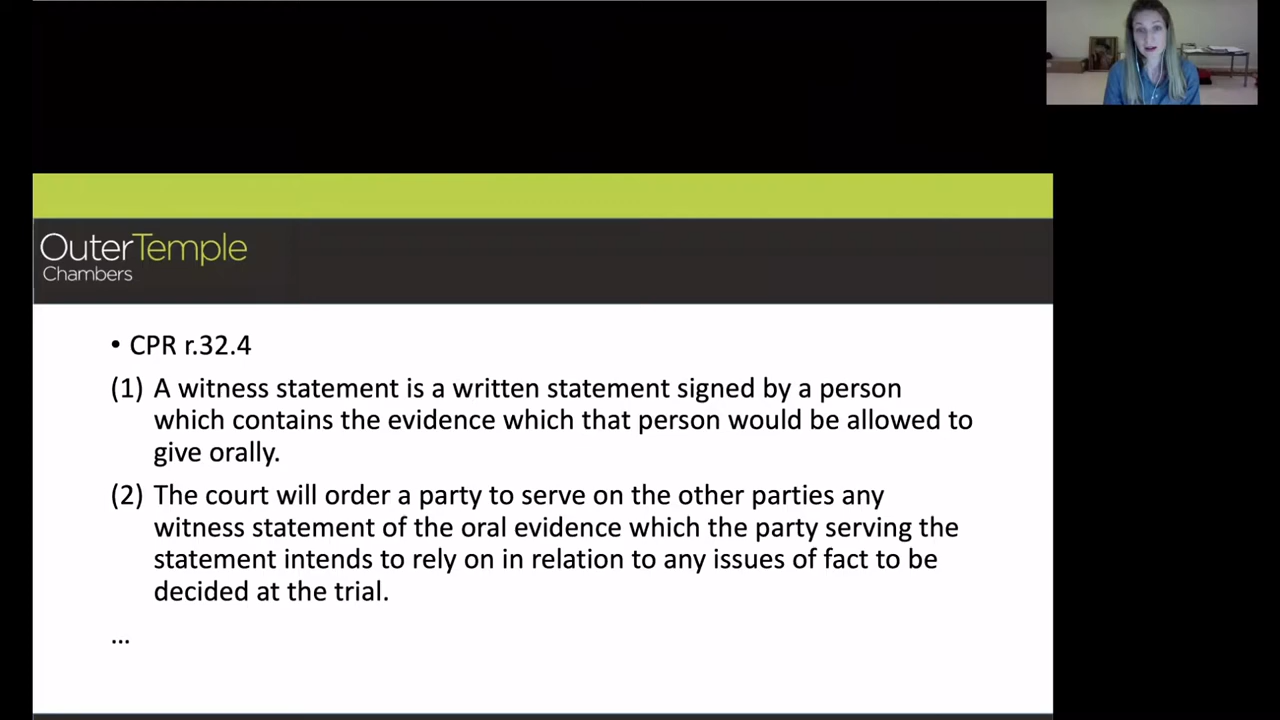 OuterTemple
Chambers
• CPR r.32.4
(1) A witness statement is a written statement signed by a person
which contains the evidence which that person would be allowed to
give orally.
(2) The court will order a party to serve on the other parties any
witness statement of the oral evidence which the party serving the
statement intends to rely on in relation to any issues of fact to be
decided at the trial.
...